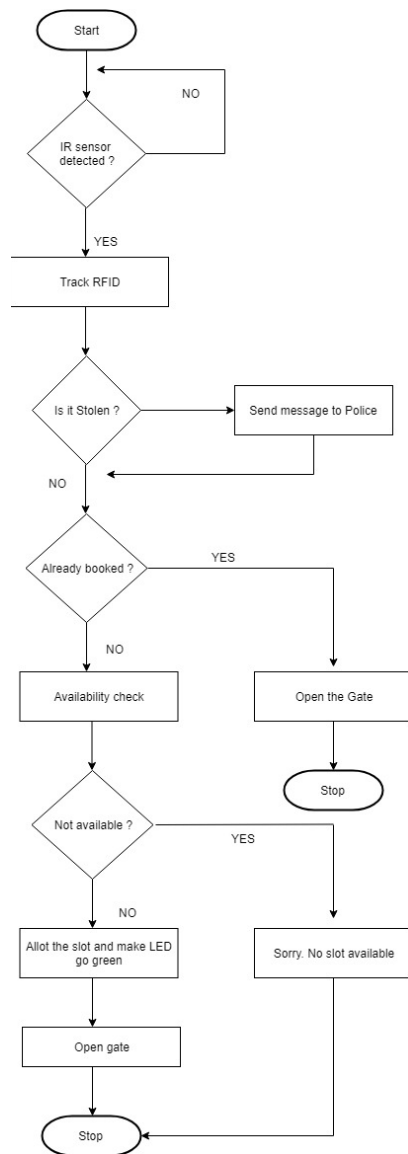 Start
NO
IR sensor
detected ?
YES
Track RFID
Is it Stolen ?
Send message to Police
NO
Already booked ?
YES
NO
Availability check
Open the Gate
Stop
Not available ?
YES
NO
Allot the slot and make LED
go green
Sorry. No slot available
Open gate
Stop